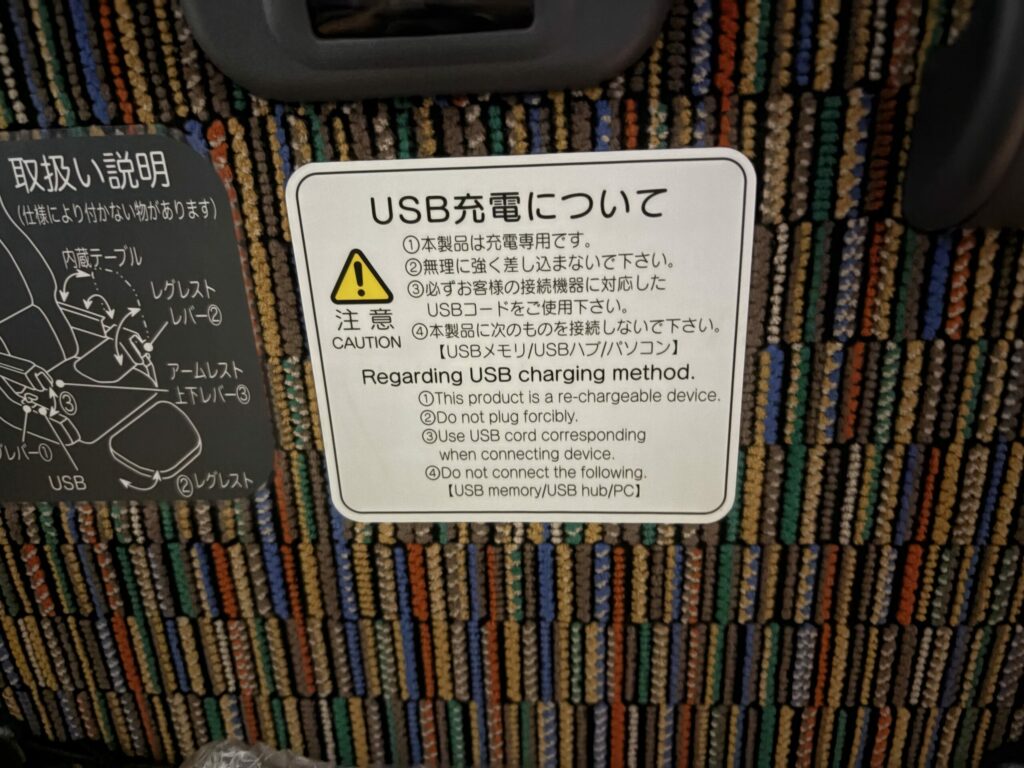 取扱い説明
(仕様により付かない物があります)
内蔵テーブル
レグレスト
レバー②
アームレスト
上下レバー③
③
レバー①
USB
②レグレスト
USB充電について
注意
CAUTION
①本製品は充電専用です。
②無理に強く差し込まないで下さい。
③必ずお客様の接続機器に対応した
USBコードをご使用下さい。
④本製品に次のものを接続しないで下さい。
【USBメモリ/USBハブ/パソコン】
Regarding USB charging method.
①This product is a re-chargeable device.
②Do not plug forcibly.
③Use USB cord corresponding
when connecting device.
④Do not connect the following.
【USB memory/USB hub/PC】